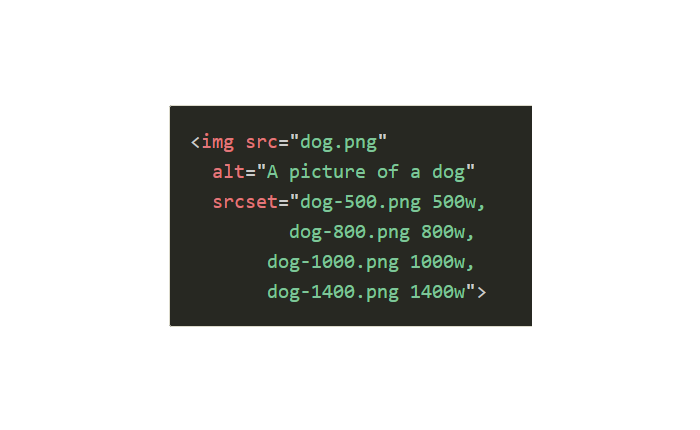 <img src="dog.png"
alt="A picture of a dog"
srcset="dog-500.png 500w,
dog-800.png 800w,
dog-1000.png 1000w,
dog-1400.png 1400w">